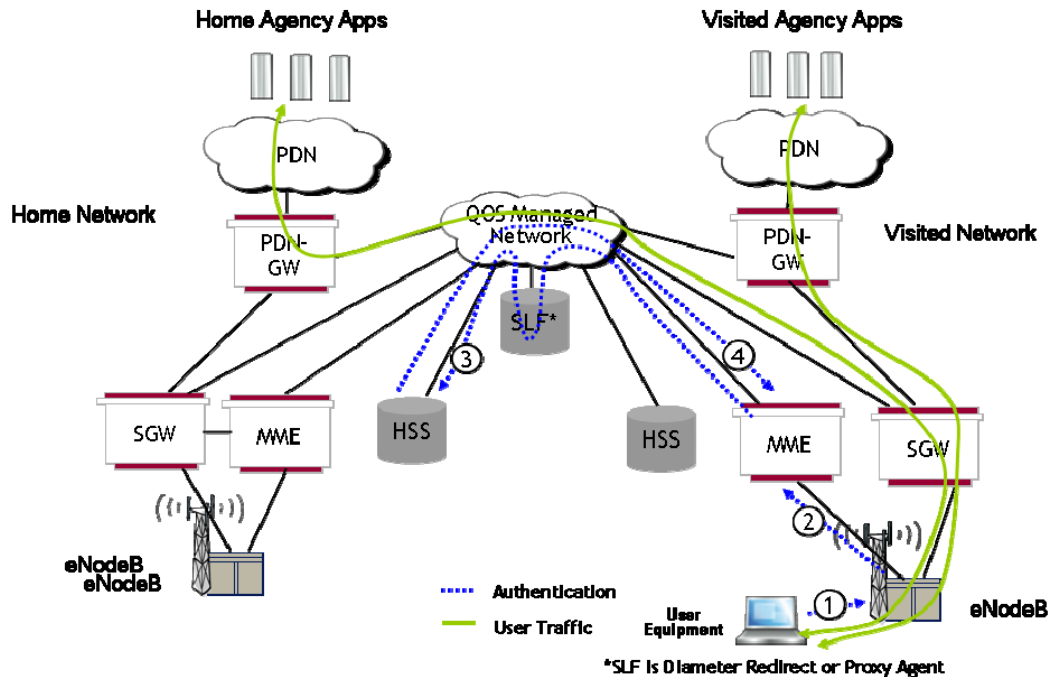 Home Agency Apps
Visited Agency Apps
PDN
PDN
Home Network
QOS Managed
Network
Visited Network
PDN-
GW
PDN-
GW
SLF*
3
4
SGW
MME
HSS
HSS
MME
SGW
2
eNodeB
eNodeB
Authentication
User Traffic
User
Equipment
1
eNodeB
*SLF is Diameter Redirect or Proxy Agent